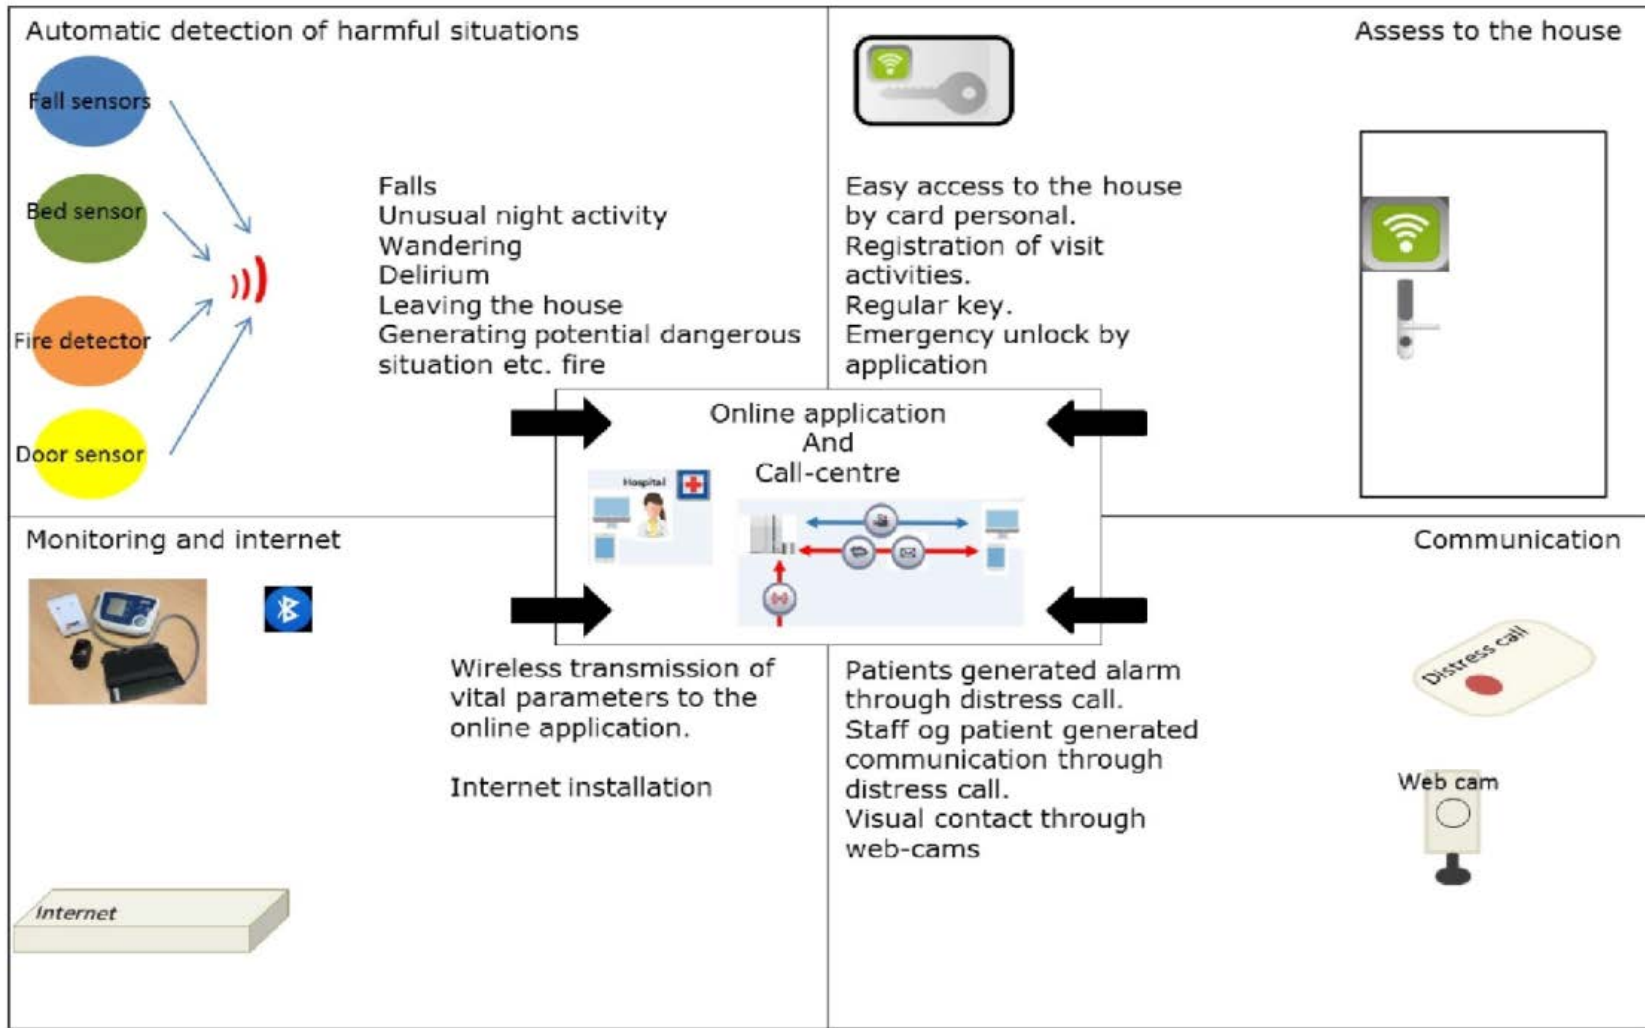 Automatic detection of harmful situations
Fall sensors
Bed sensor
Fire detector
Door sensor
Falls
Unusual night activity
Wandering
Delirium
Leaving the house
Generating potential dangerous
situation etc. fire
Assess to the house
Easy access to the house
by card personal.
Registration of visit
activities.
Regular key.
Emergency unlock by
application
Online application
And
Call-centre
Hospital
Monitoring and internet
Wireless transmission of
vital parameters to the
online application.
Internet installation
Internet
Communication
Patients generated alarm
through distress call.
Staff og patient generated
communication through
distress call.
Visual contact through
web-cams
Distress call
Web cam